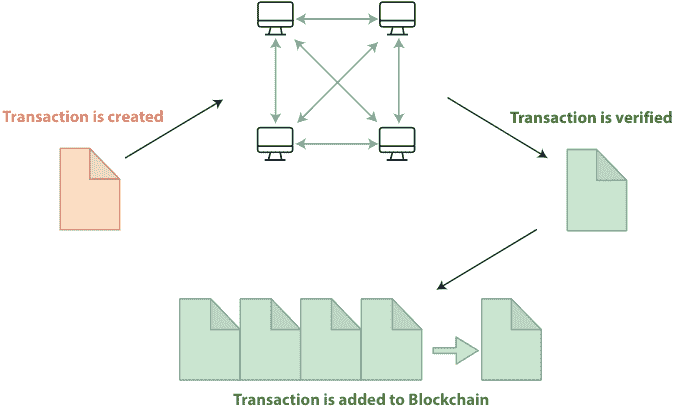 Transaction is created
Transaction is verified
Transaction is added to Blockchain